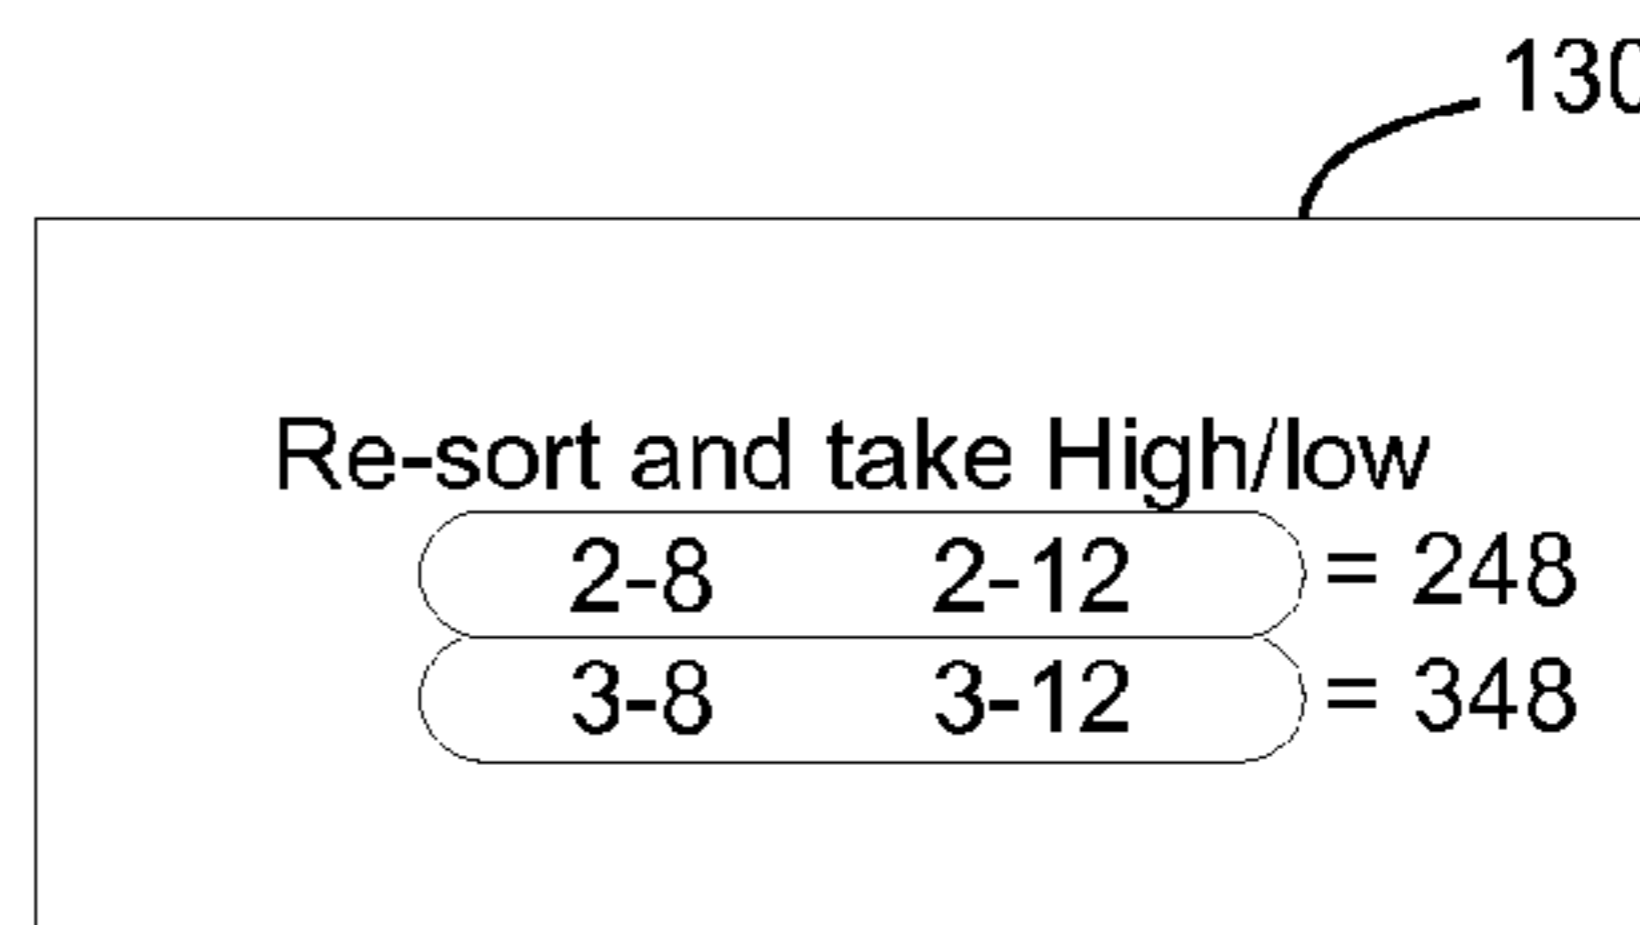 130
Re-sort and take High/low
2-8 2-12 = 248
3-8 3-12 = 348